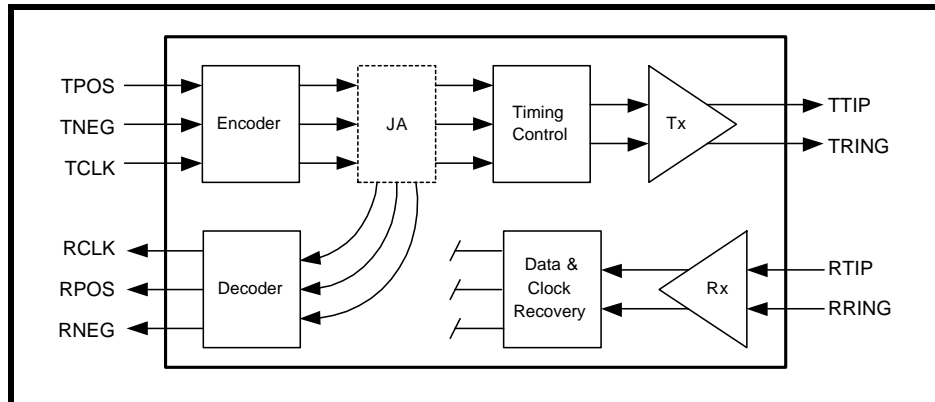 TPOS
TNEG
TCLK
Encoder
JA
Timing
Control
Tx
TTIP
TRING
RCLK
RPOS
RNEG
Decoder
Data &
Clock
Recovery
Rx
RTIP
RRING